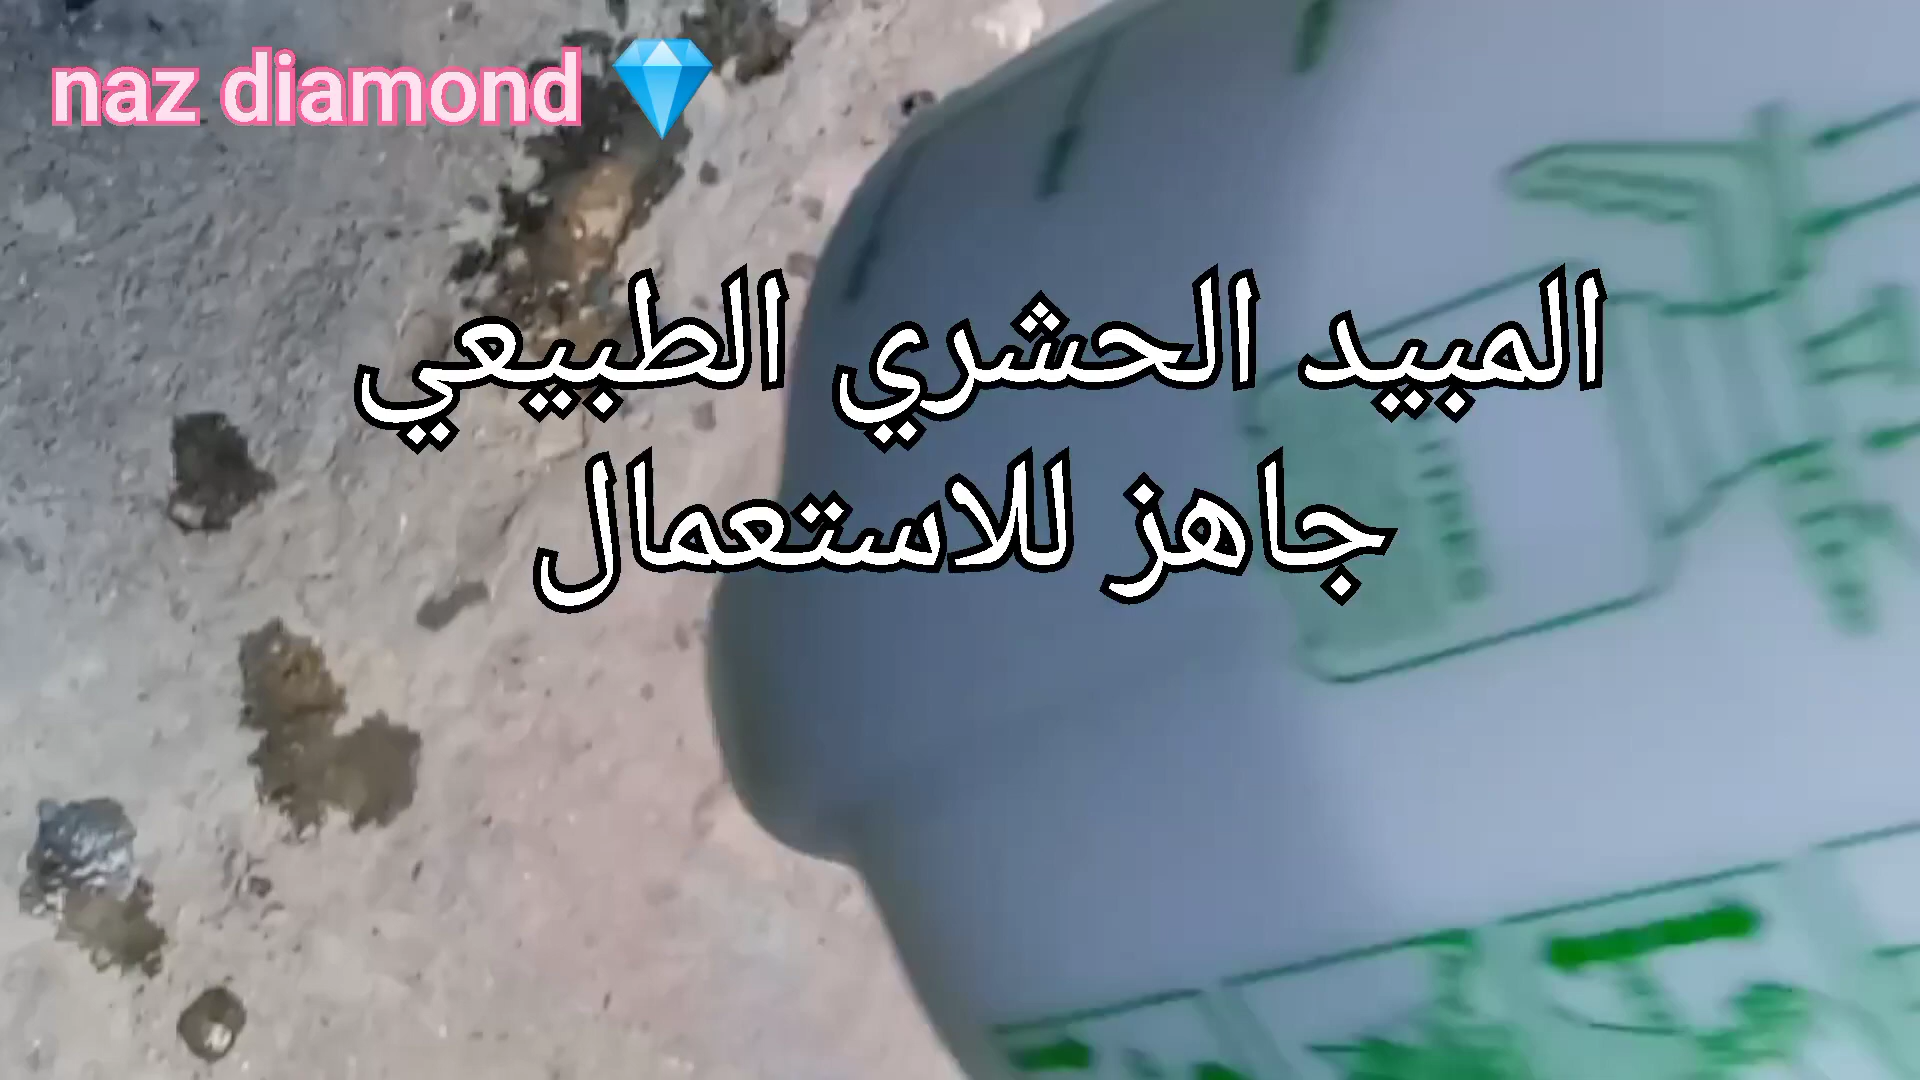 naz diamond 💎
المبيد الحشري الطبيعي
جاهز للاستعمال